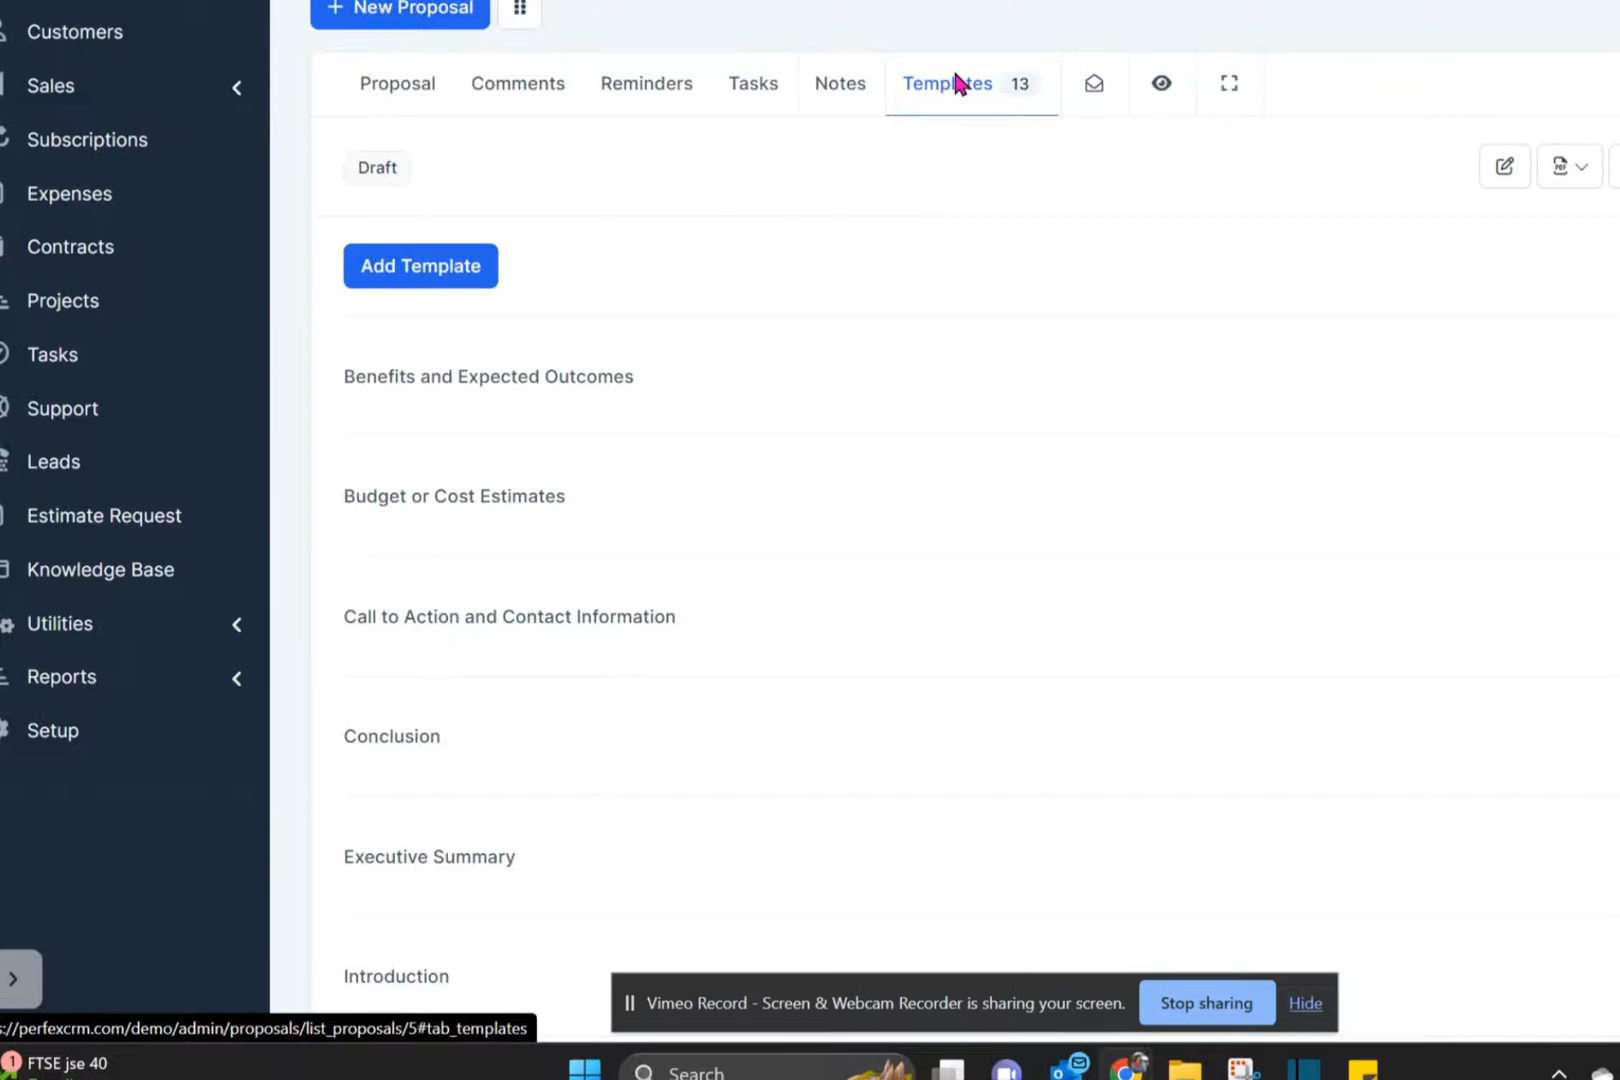 + New Proposal
Customers
Sales
Subscriptions
Expenses
Contracts
Projects
Tasks
Support
Leads
Estimate Request
Knowledge Base
Utilities
Reports
Setup
Proposal Comments Reminders Tasks Notes Templates 13
Draft
PDF
Add Template
Benefits and Expected Outcomes
Budget or Cost Estimates
Call to Action and Contact Information
Conclusion
Executive Summary
Introduction
Vimeo Record - Screen & Webcam Recorder is sharing your screen. Stop sharing Hide
s://perfexcrm.com/demo/admin/proposals/list_proposals/5#tab_templates
1 FTSE jse 40
Search